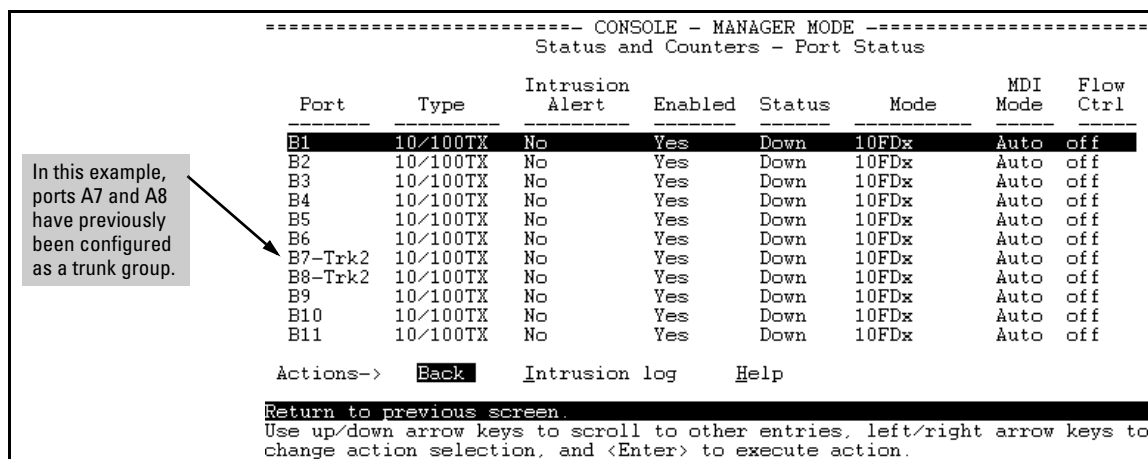 ==========================- CONSOLE - MANAGER MODE -==========================
Status and Counters - Port Status
Intrusion MDI Flow
Port Type Alert Enabled Status Mode Mode Ctrl
------- --------- --------- ------- ------ ---------- ----- -----
B1 10/100TX No Yes Down 10FDx Auto off
B2 10/100TX No Yes Down 10FDx Auto off
B3 10/100TX No Yes Down 10FDx Auto off
B4 10/100TX No Yes Down 10FDx Auto off
B5 10/100TX No Yes Down 10FDx Auto off
B6 10/100TX No Yes Down 10FDx Auto off
B7-Trk2 10/100TX No Yes Down 10FDx Auto off
B8-Trk2 10/100TX No Yes Down 10FDx Auto off
B9 10/100TX No Yes Down 10FDx Auto off
B10 10/100TX No Yes Down 10FDx Auto off
B11 10/100TX No Yes Down 10FDx Auto off
Actions-> Back Intrusion log Help
Return to previous screen.
Use up/down arrow keys to scroll to other entries, left/right arrow keys to
change action selection, and <Enter> to execute action.
In this example,
ports A7 and A8
have previously
been configured
as a trunk group.